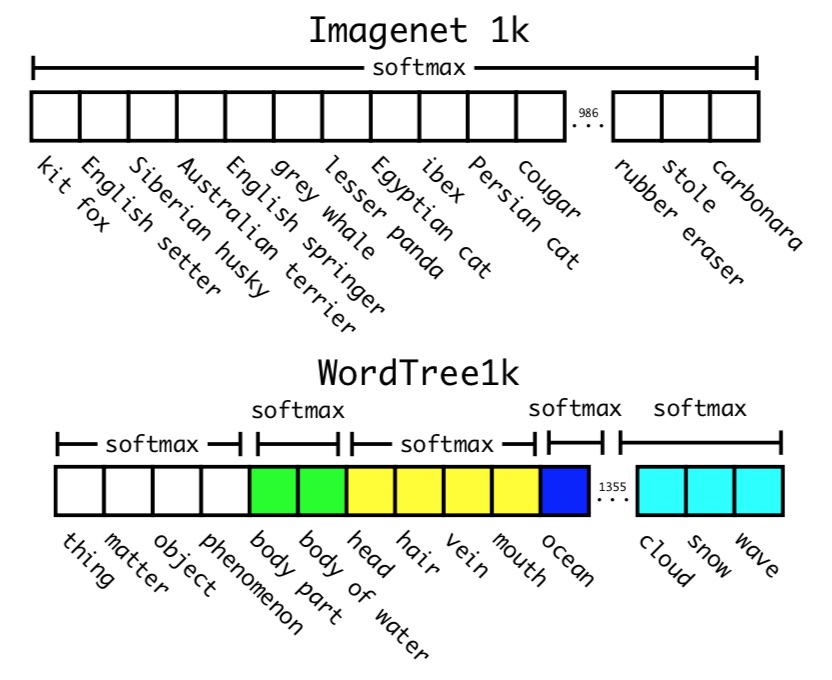 Imagenet 1k
softmax
986
...
kit fox
English setter
Siberian husky
Australian terrier
English springer
grey whale
lesser panda
Egyptian cat
ibex
Persian cat
cougar
rubber eraser
stole
carbonara
WordTree1k
softmax
softmax
softmax
softmax
softmax
1355
...
thing
matter
object
phenomenon
body part
body of water
head
hair
vein
mouth
ocean
cloud
snow
wave